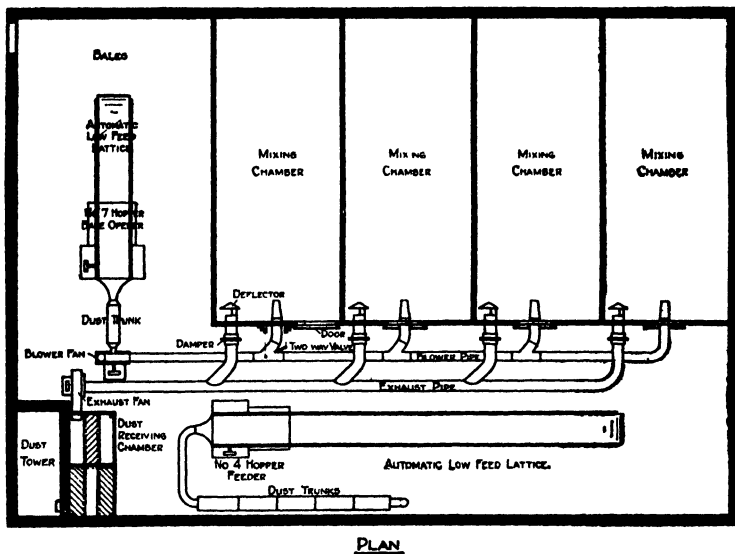 BALES
AUTOMATIC
LOW FEED
LATTICE
MIXING
CHAMBER
MIXING
CHAMBER
MIXING
CHAMBER
MIXING
CHAMBER
No 7 HOPPER
BALE OPENER
DEFLECTOR
DUST TRUNK
DAMPER
DOOR
TWO WAY VALVE
BLOWER FAN
BLOWER PIPE
EXHAUST PIPE
EXHAUST FAN
DUST
RECEIVING
CHAMBER
DUST
TOWER
No 4 HOPPER
FEEDER
AUTOMATIC LOW FEED LATTICE.
DUST TRUNKS
PLAN